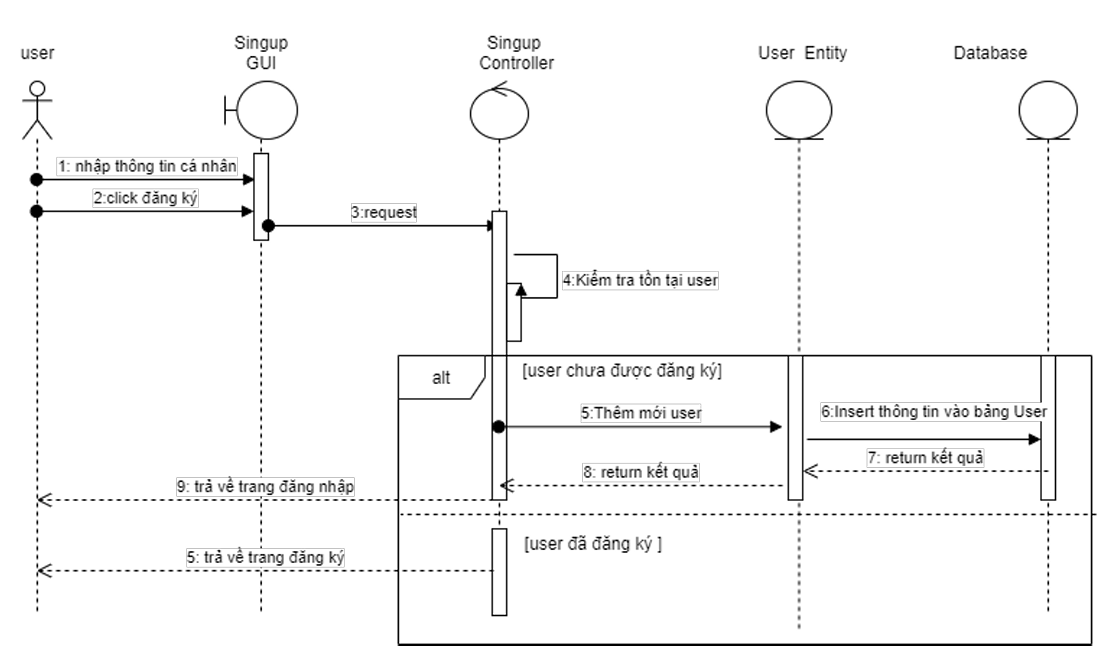 user
Singup
GUI
Singup
Controller
User Entity
Database
1: nhập thông tin cá nhân
2:click đăng ký
3:request
4:Kiểm tra tồn tại user
alt
[user chưa được đăng ký]
5:Thêm mới user
6:Insert thông tin vào bảng User
7: return kết quả
8: return kết quả
9: trả về trang đăng nhập
[user đã đăng ký ]
5: trả về trang đăng ký